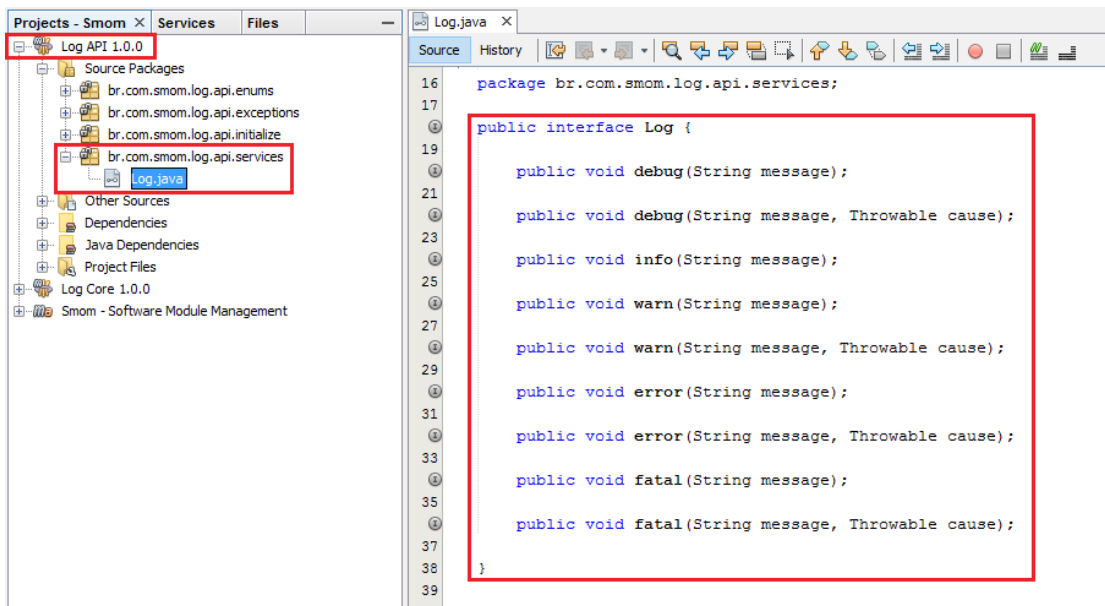 Projects - Smom × Services Files
Log API 1.0.0
Source Packages
br.com.smom.log.api.enums
br.com.smom.log.api.exceptions
br.com.smom.log.api.initialize
br.com.smom.log.api.services
Log.java
Other Sources
Dependencies
Java Dependencies
Project Files
Log Core 1.0.0
Smom - Software Module Management
Log.java ×
Source History
16 package br.com.smom.log.api.services;
17
public interface Log {
19
public void debug(String message);
21
public void debug(String message, Throwable cause);
23
public void info(String message);
25
public void warn(String message);
27
public void warn(String message, Throwable cause);
29
public void error(String message);
31
public void error(String message, Throwable cause);
33
public void fatal(String message);
35
public void fatal(String message, Throwable cause);
37
38 }
39